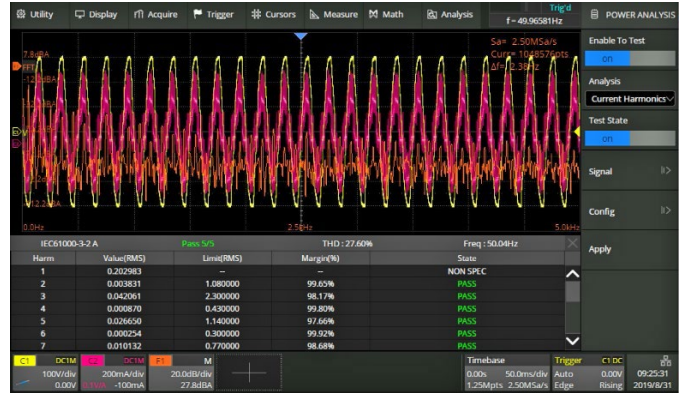 Utility Display Acquire Trigger Cursors Measure Math Analysis Trig'd
f = 49.96581Hz
POWER ANALYSIS
Sa= 2.50MSa/s
Curr= 1048576pts
Δf= 2.38Hz
7.8dBA
FFT
0.0Hz 5.0kHz
Enable To Test
on
Analysis
Current Harmonics
Test State
on
Signal
Config
Apply
IEC61000-3-2 A Pass 5/5 THD : 27.60% Freq : 50.04Hz
Harm Value(RMS) Limit(RMS) Margin(%) State
1 0.202983 -- -- NON SPEC
2 0.003831 1.080000 99.65% PASS
3 0.042061 2.300000 98.17% PASS
4 0.000870 0.430000 99.80% PASS
5 0.026650 1.140000 97.66% PASS
6 0.000254 0.300000 99.92% PASS
7 0.010132 0.770000 98.68% PASS
C1 DC1M C2 DC1M F1 M Timebase Trigger C1 DC
100V/div 200mA/div 20.0dB/div 0.00s 50.0ms/div Auto 0.00V 09:25:31
0.00V -100mA 27.8dBA 1.25Mpts 2.50MSa/s Edge Rising 2019/8/31